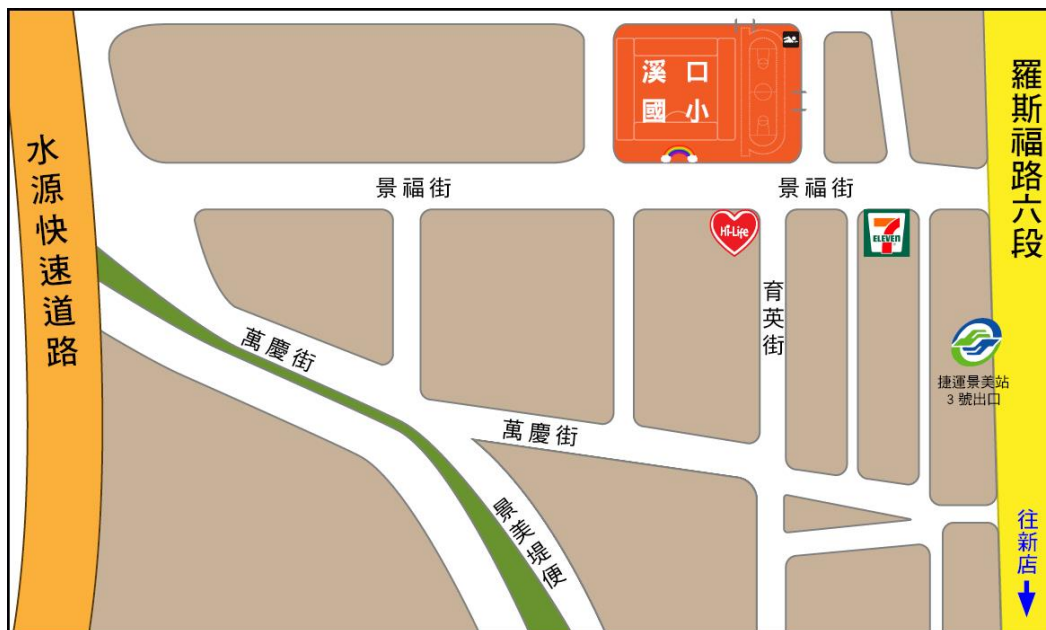 溪口
國小
羅斯福路六段
水源快速道路
景福街
景福街
Hi-Life
7
ELEVEN
育英街
萬慶街
捷運景美站
3 號出口
萬慶街
景美堤便
往新店